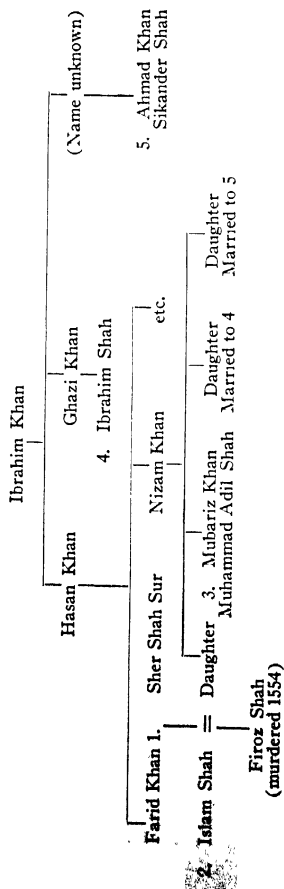 Ibrahim Khan
Hasan Khan Ghazi Khan (Name unknown)
4. Ibrahim Shah 5. Ahmad Khan
Sikander Shah
Farid Khan 1. Sher Shah Sur Nizam Khan etc.
2. Islam Shah = Daughter 3. Mubariz Khan Daughter Daughter
Muhammad Adil Shah Married to 4 Married to 5
Firoz Shah
(murdered 1554)